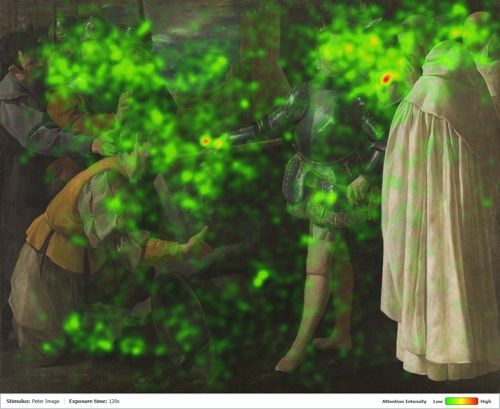 Stimulus: Peter Image Exposure time: 120s Attention Intensity Low High